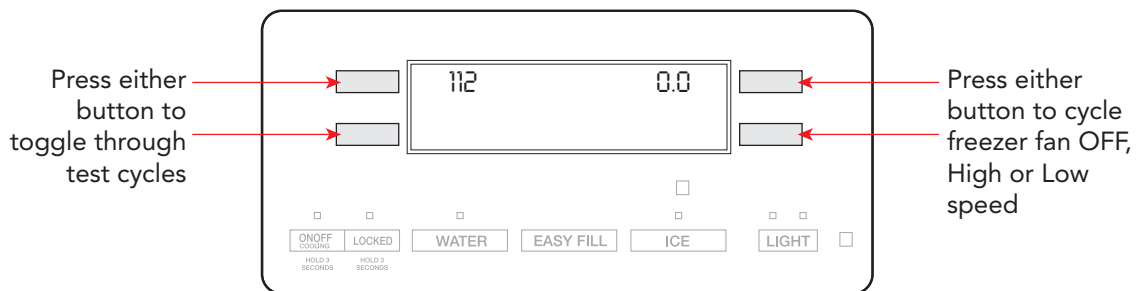 Press either
button to
toggle through
test cycles
112 0.0
Press either
button to cycle
freezer fan OFF,
High or Low
speed
ONOFF
COOLING
LOCKED
WATER
EASY FILL
ICE
LIGHT
HOLD 3
SECONDS
HOLD 3
SECONDS